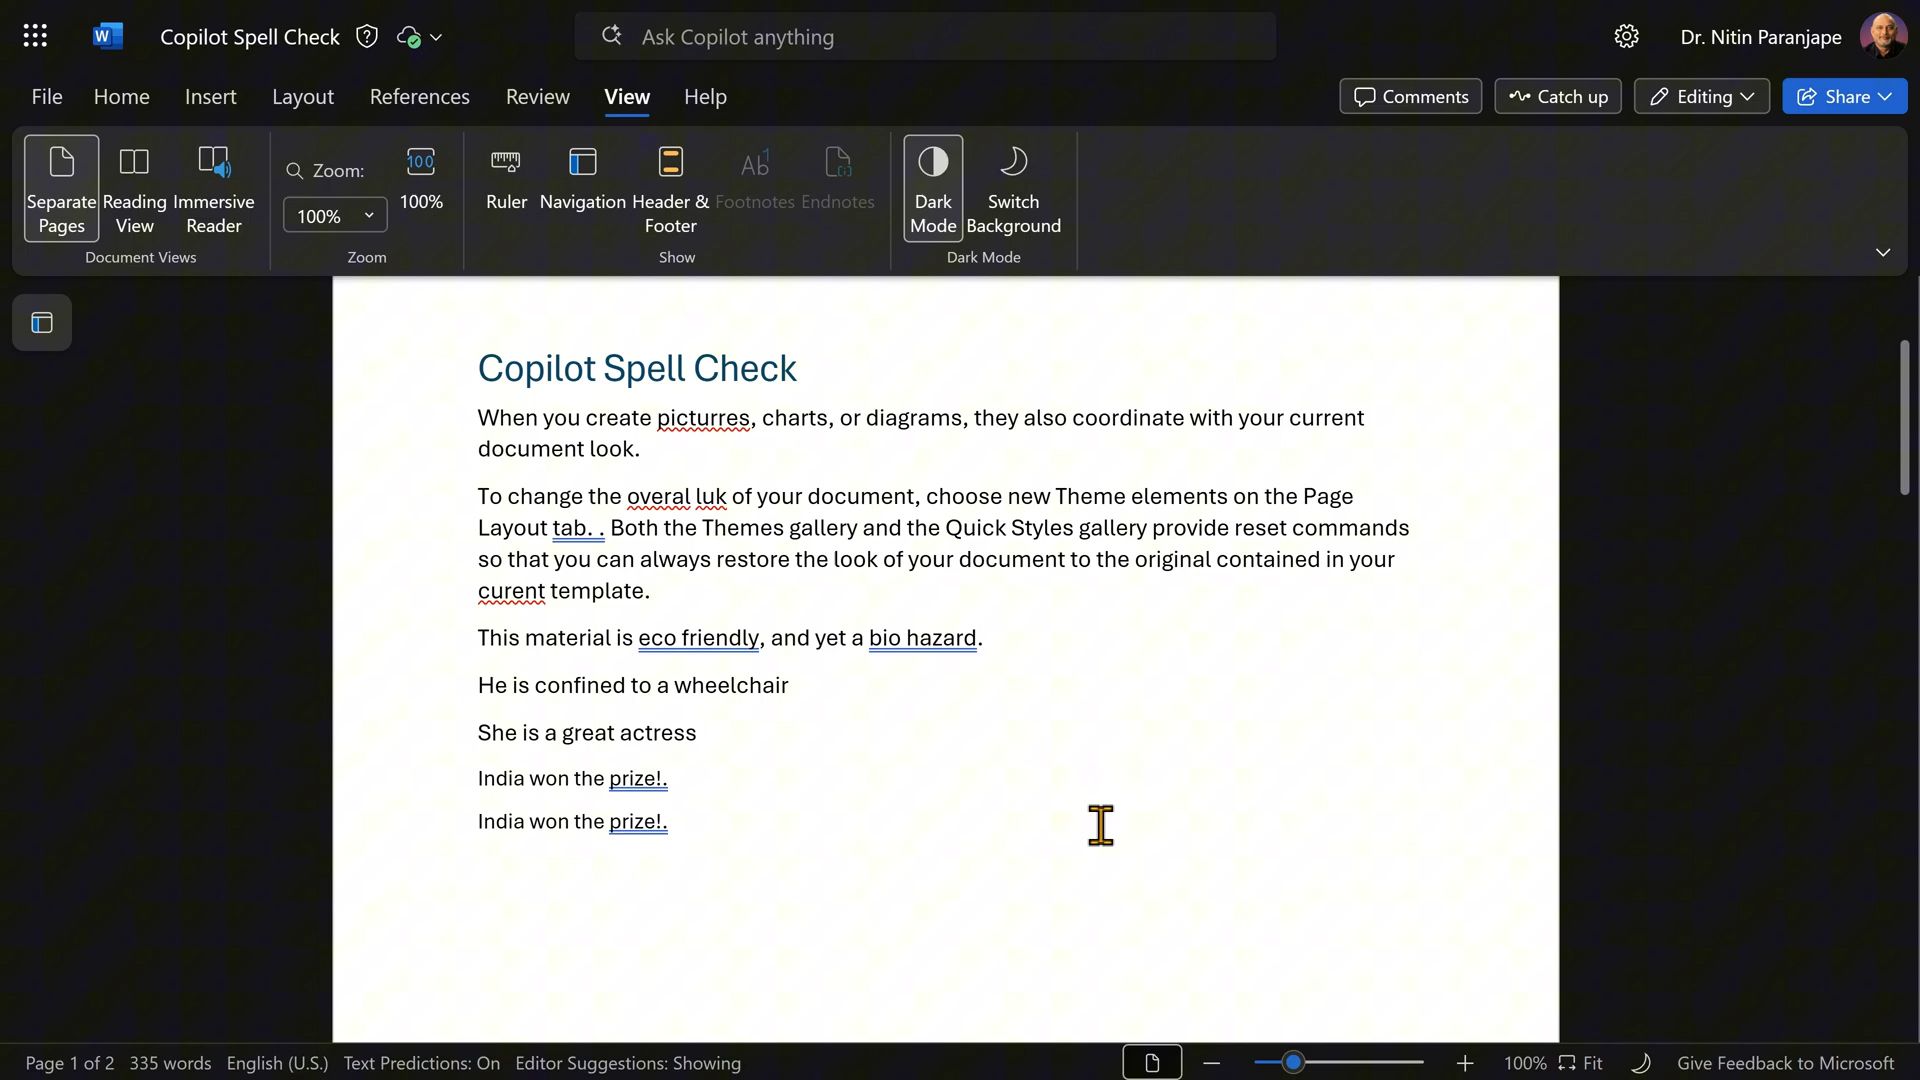 W Copilot Spell Check Ask Copilot anything Dr. Nitin Paranjape
File Home Insert Layout References Review View Help Comments Catch up Editing Share
Separate Pages
Reading View
Immersive Reader
Document Views
Zoom:
100%
100
100%
Zoom
Ruler
Navigation
Header & Footer
Ab1
Footnotes
Endnotes
Show
Dark Mode
Switch Background
Dark Mode
Copilot Spell Check
When you create picturres, charts, or diagrams, they also coordinate with your current
document look.
To change the overal luk of your document, choose new Theme elements on the Page
Layout tab. . Both the Themes gallery and the Quick Styles gallery provide reset commands
so that you can always restore the look of your document to the original contained in your
curent template.
This material is eco friendly, and yet a bio hazard.
He is confined to a wheelchair
She is a great actress
India won the prize!.
India won the prize!.
Page 1 of 2 335 words English (U.S.) Text Predictions: On Editor Suggestions: Showing 100% Fit Give Feedback to Microsoft